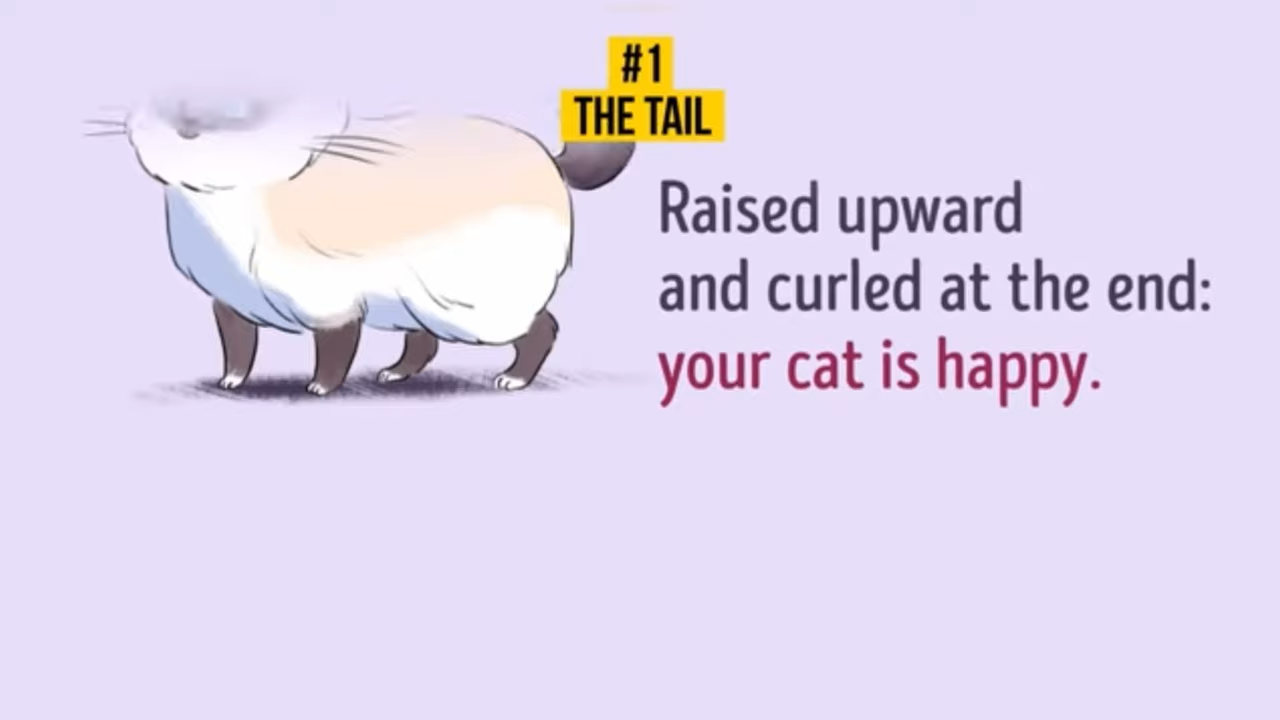 #1
THE TAIL
Raised upward
and curled at the end:
your cat is happy.